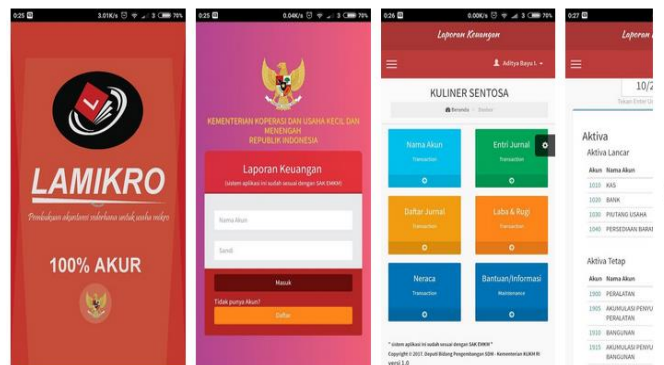 0:25
3.01K/s
3
70%
LAMIKRO
Pembukuan akuntansi sederhana untuk usaha mikro
100% AKUR
0:25
0.04K/s
3
70%
KEMENTERIAN KOPERASI DAN USAHA KECIL DAN
MENENGAH
REPUBLIK INDONESIA
Laporan Keuangan
(sistem aplikasi ini sudah sesuai dengan SAK EMKM)
Nama Akun
Sandi
Masuk
Tidak punya Akun?
Daftar
0:26
0.00K/s
3
70%
Laporan Keuangan
Aditya Bayu I.
KULINER SENTOSA
Beranda
Nama Akun
Transaction
Entri Jurnal
Transaction
Daftar Jurnal
Transaction
Laba & Rugi
Transaction
Neraca
Transaction
Bantuan/Informasi
Maintenance
* sistem aplikasi ini sudah sesuai dengan SAK EMKM *
Copyright © 2017. Deputi Bidang Pengembangan SDM - Kementerian KUKM RI
versi 1.0
0:27
Laporan
10/2
Tekan Enter
Aktiva
Aktiva Lancar
Akun Nama Akun
1010 KAS
1020 BANK
1030 PIUTANG USAHA
1040 PERSEDIAAN BARAN
Aktiva Tetap
Akun Nama Akun
1900 PERALATAN
1905 AKUMULASI PENYU
PERALATAN
1910 BANGUNAN
1915 AKUMULASI PENYU
BANGUNAN